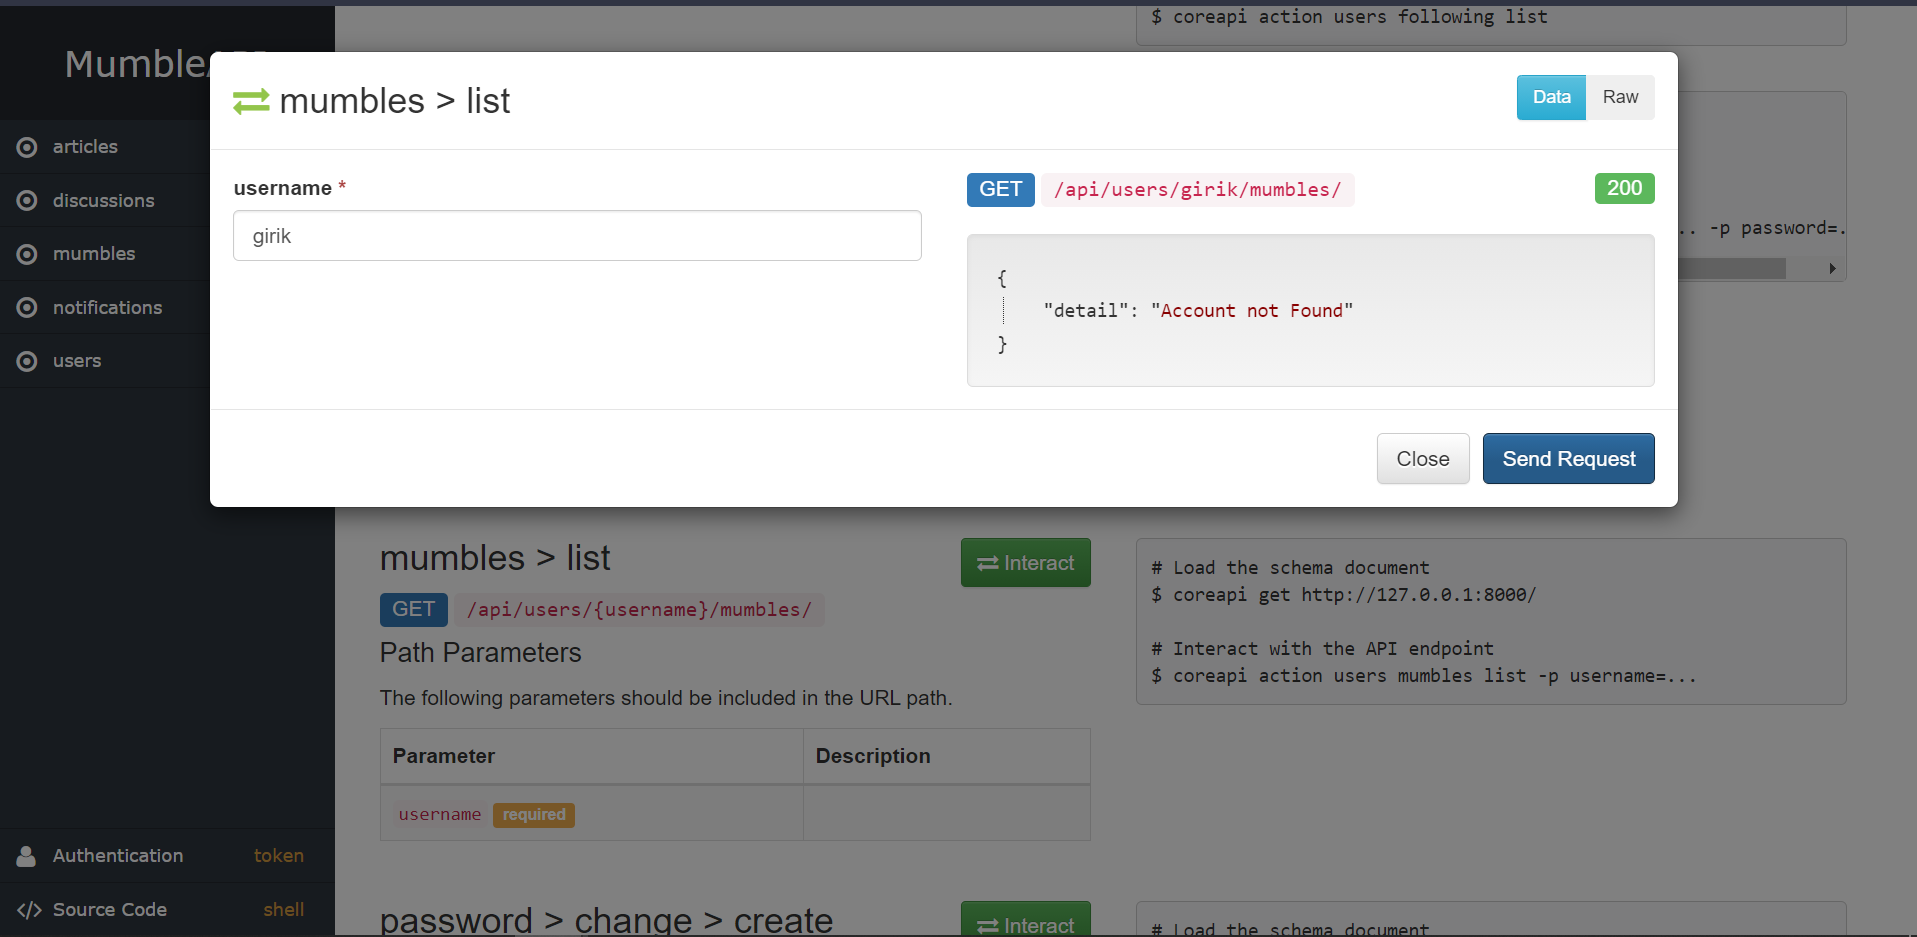 $ coreapi action users following list
Mumble
mumbles > list
Data
Raw
articles
discussions
mumbles
notifications
users
username *
girik
GET /api/users/girik/mumbles/
200
{
"detail": "Account not Found"
}
.. -p password=.
Close
Send Request
mumbles > list
Interact
GET /api/users/{username}/mumbles/
Path Parameters
The following parameters should be included in the URL path.
Parameter Description
username required
# Load the schema document
$ coreapi get http://127.0.0.1:8000/
# Interact with the API endpoint
$ coreapi action users mumbles list -p username=...
Authentication token
</> Source Code shell
password > change > create
Interact
# Load the schema document